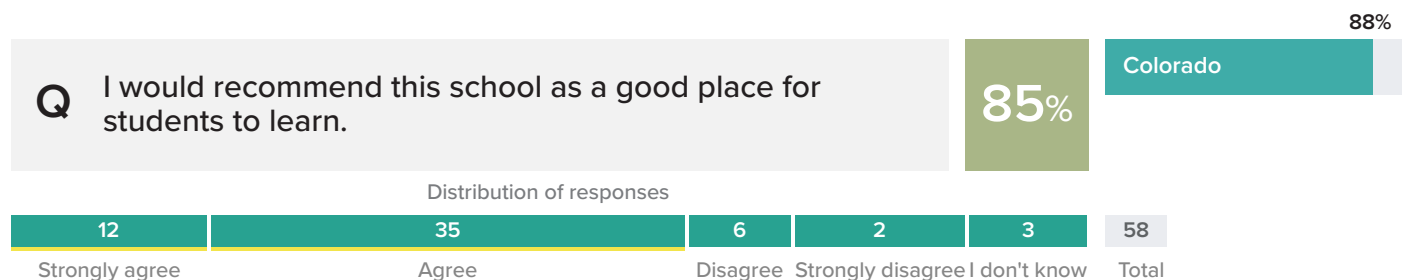 88%
Q I would recommend this school as a good place for
students to learn.
85%
Colorado
Distribution of responses
12 35 6 2 3 58
Strongly agree Agree Disagree Strongly disagree I don't know Total